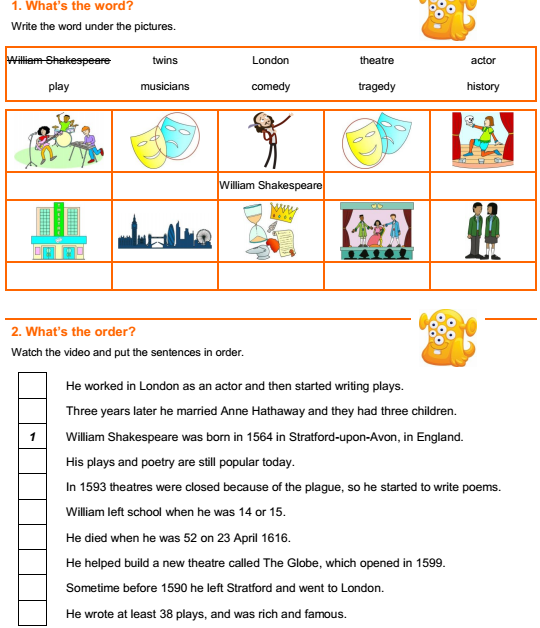 1. What's the word?
Write the word under the pictures.
William Shakespeare twins London theatre actor
play musicians comedy tragedy history
William Shakespeare
2. What's the order?
Watch the video and put the sentences in order.
He worked in London as an actor and then started writing plays.
Three years later he married Anne Hathaway and they had three children.
1 William Shakespeare was born in 1564 in Stratford-upon-Avon, in England.
His plays and poetry are still popular today.
In 1593 theatres were closed because of the plague, so he started to write poems.
William left school when he was 14 or 15.
He died when he was 52 on 23 April 1616.
He helped build a new theatre called The Globe, which opened in 1599.
Sometime before 1590 he left Stratford and went to London.
He wrote at least 38 plays, and was rich and famous.